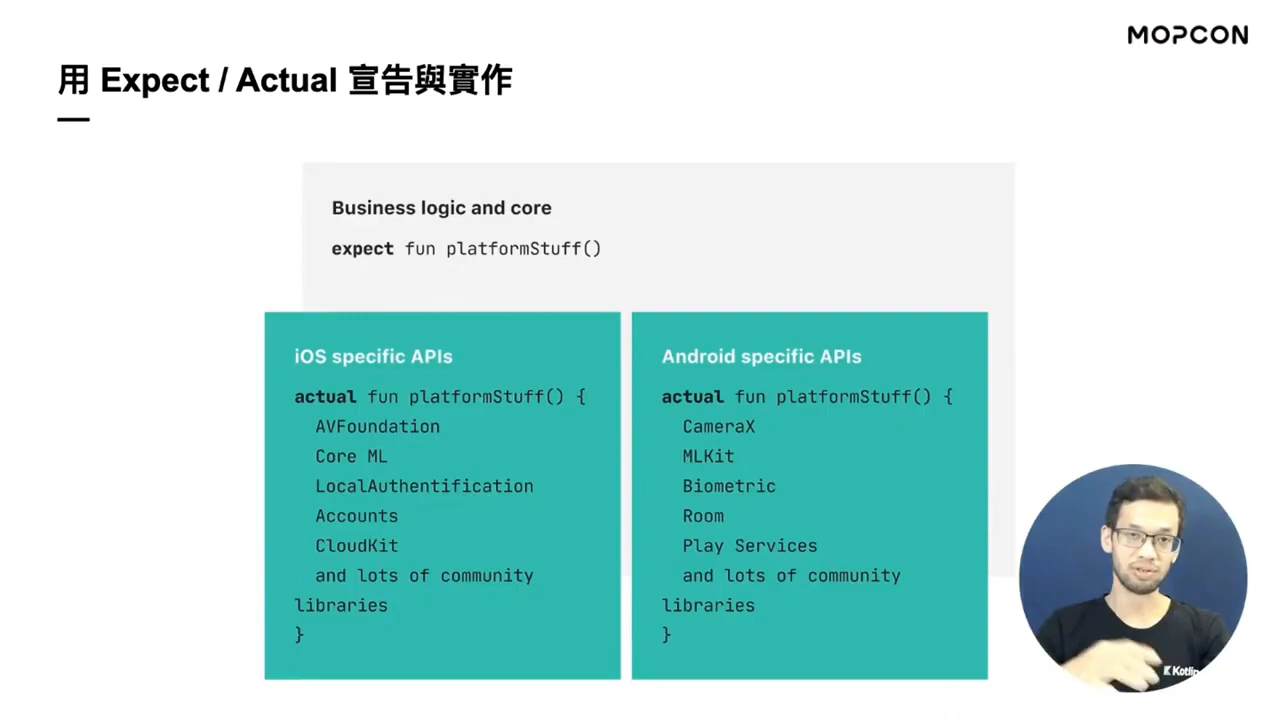 MOPCON
用 Expect / Actual 宣告與實作
Business logic and core
expect fun platformStuff()
iOS specific APIs
actual fun platformStuff() {
AVFoundation
Core ML
LocalAuthentification
Accounts
CloudKit
and lots of community
libraries
}
Android specific APIs
actual fun platformStuff() {
CameraX
MLKit
Biometric
Room
Play Services
and lots of community
libraries
}
Kotlin